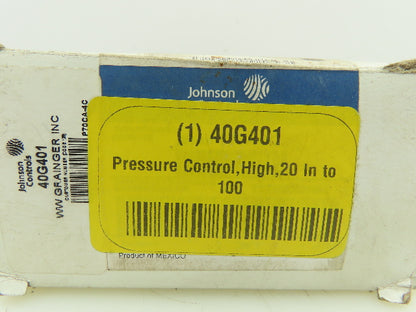 Johnson
Controls
40G401
WW GRAINGER INC
P70CA-4C
Johnson
(1) 40G401
Pressure Control,High,20 In to
100
Product of MEXICO